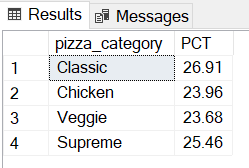 Results Messages
pizza_category PCT
1 Classic 26.91
2 Chicken 23.96
3 Veggie 23.68
4 Supreme 25.46